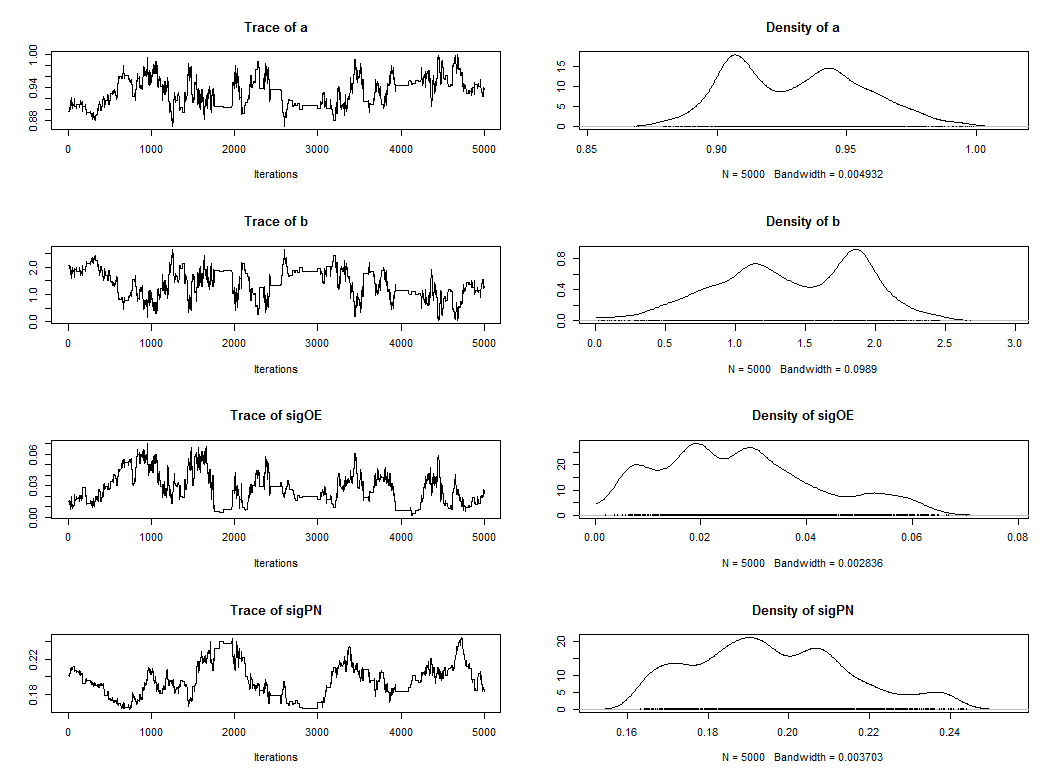 Trace of a
1.00
0.94
0.88
0 1000 2000 3000 4000 5000
Iterations
Density of a
15
10
5
0
0.85 0.90 0.95 1.00
N = 5000 Bandwidth = 0.004932
Trace of b
2.0
1.0
0.0
0 1000 2000 3000 4000 5000
Iterations
Density of b
0.8
0.4
0.0
0.0 0.5 1.0 1.5 2.0 2.5 3.0
N = 5000 Bandwidth = 0.0989
Trace of sigOE
0.06
0.03
0.00
0 1000 2000 3000 4000 5000
Iterations
Density of sigOE
20
10
0
0.00 0.02 0.04 0.06 0.08
N = 5000 Bandwidth = 0.002836
Trace of sigPN
0.22
0.18
0 1000 2000 3000 4000 5000
Iterations
Density of sigPN
20
15
10
5
0
0.16 0.18 0.20 0.22 0.24
N = 5000 Bandwidth = 0.003703